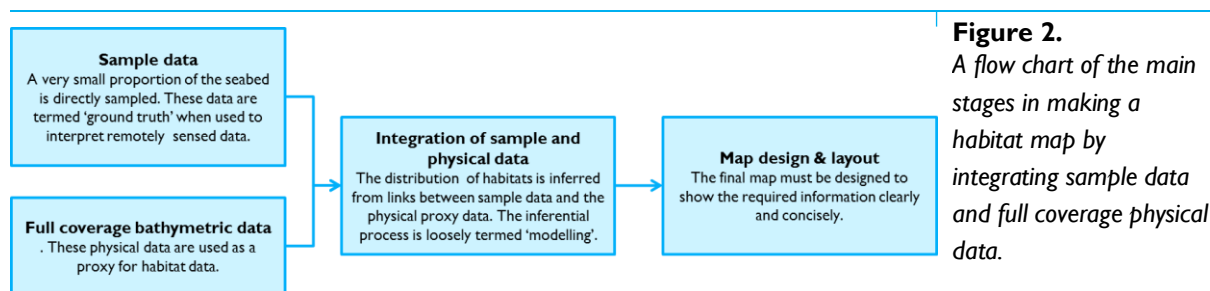 Sample data
A very small proportion of the seabed
is directly sampled. These data are
termed ‘ground truth’ when used to
interpret remotely sensed data.
Full coverage bathymetric data
. These physical data are used as a
proxy for habitat data.
Integration of sample and
physical data
The distribution of habitats is inferred
from links between sample data and the
physical proxy data. The inferential
process is loosely termed ‘modelling’.
Map design & layout
The final map must be designed to
show the required information clearly
and concisely.
Figure 2.
A flow chart of the main
stages in making a
habitat map by
integrating sample data
and full coverage physical
data.